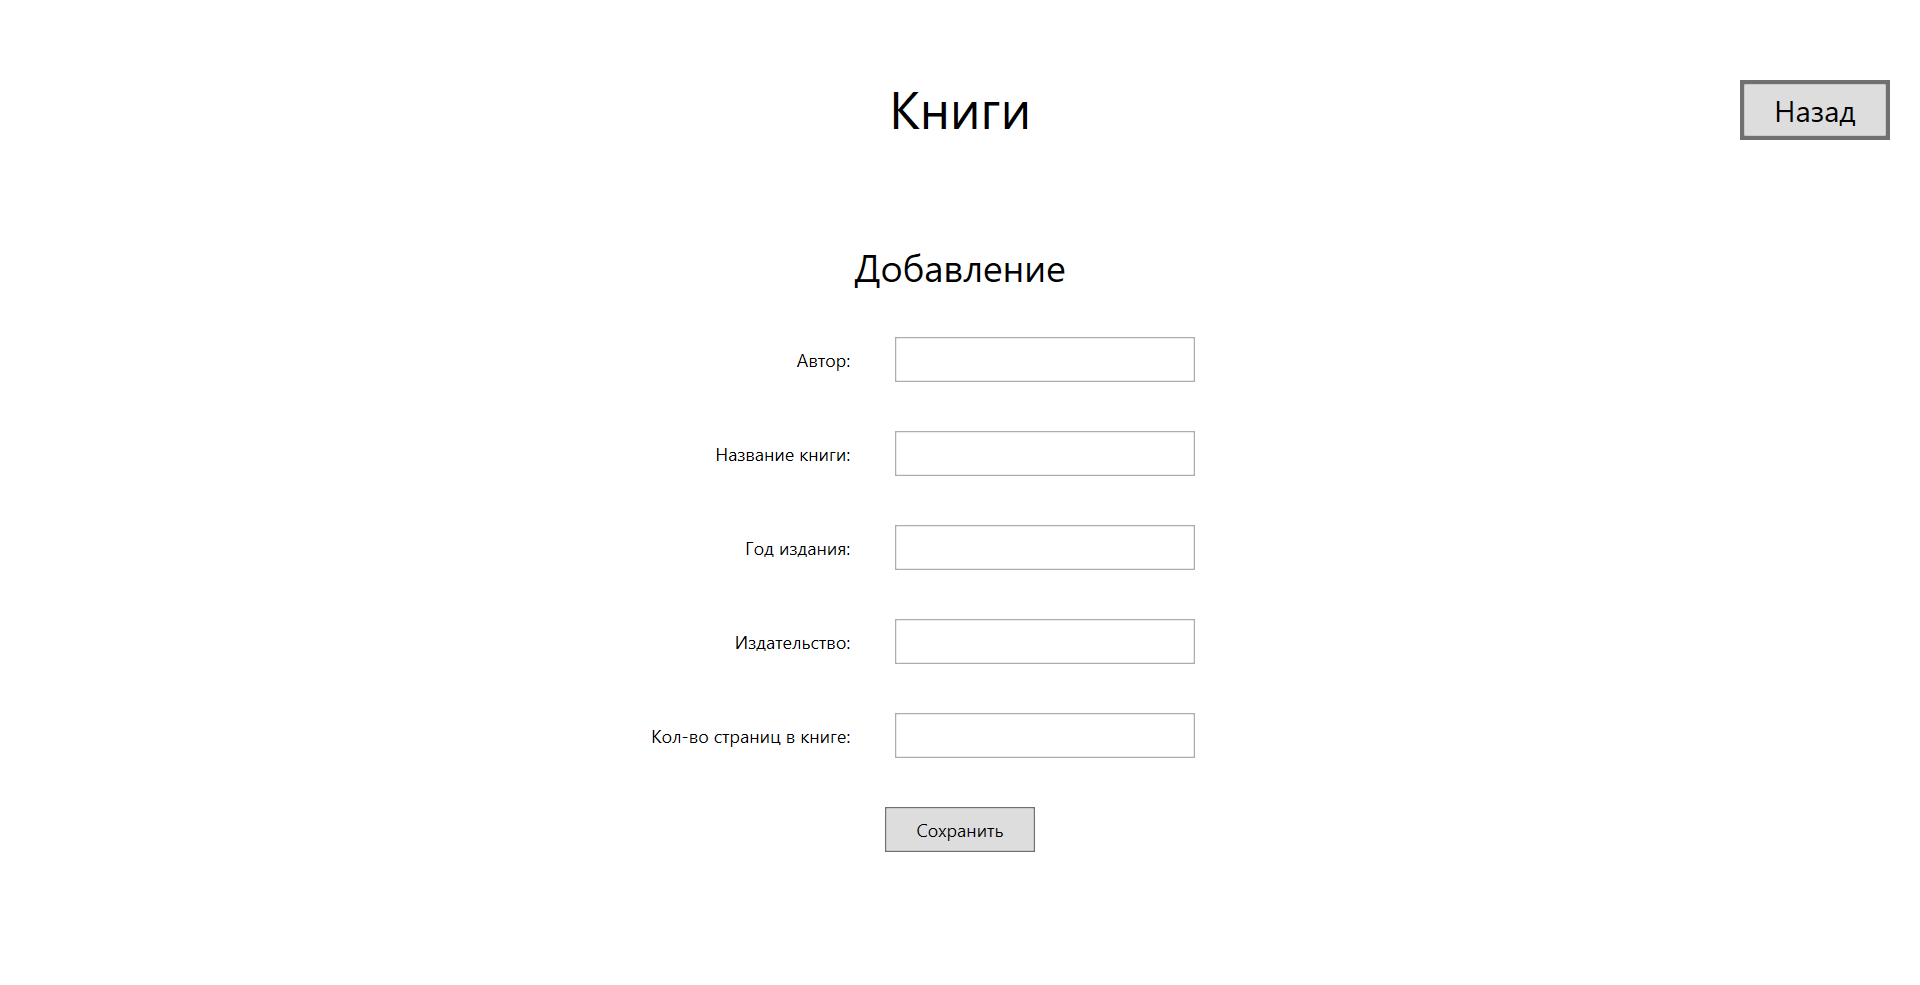 Книги
Назад
Добавление
Автор:
Название книги:
Год издания:
Издательство:
Кол-во страниц в книге:
Сохранить